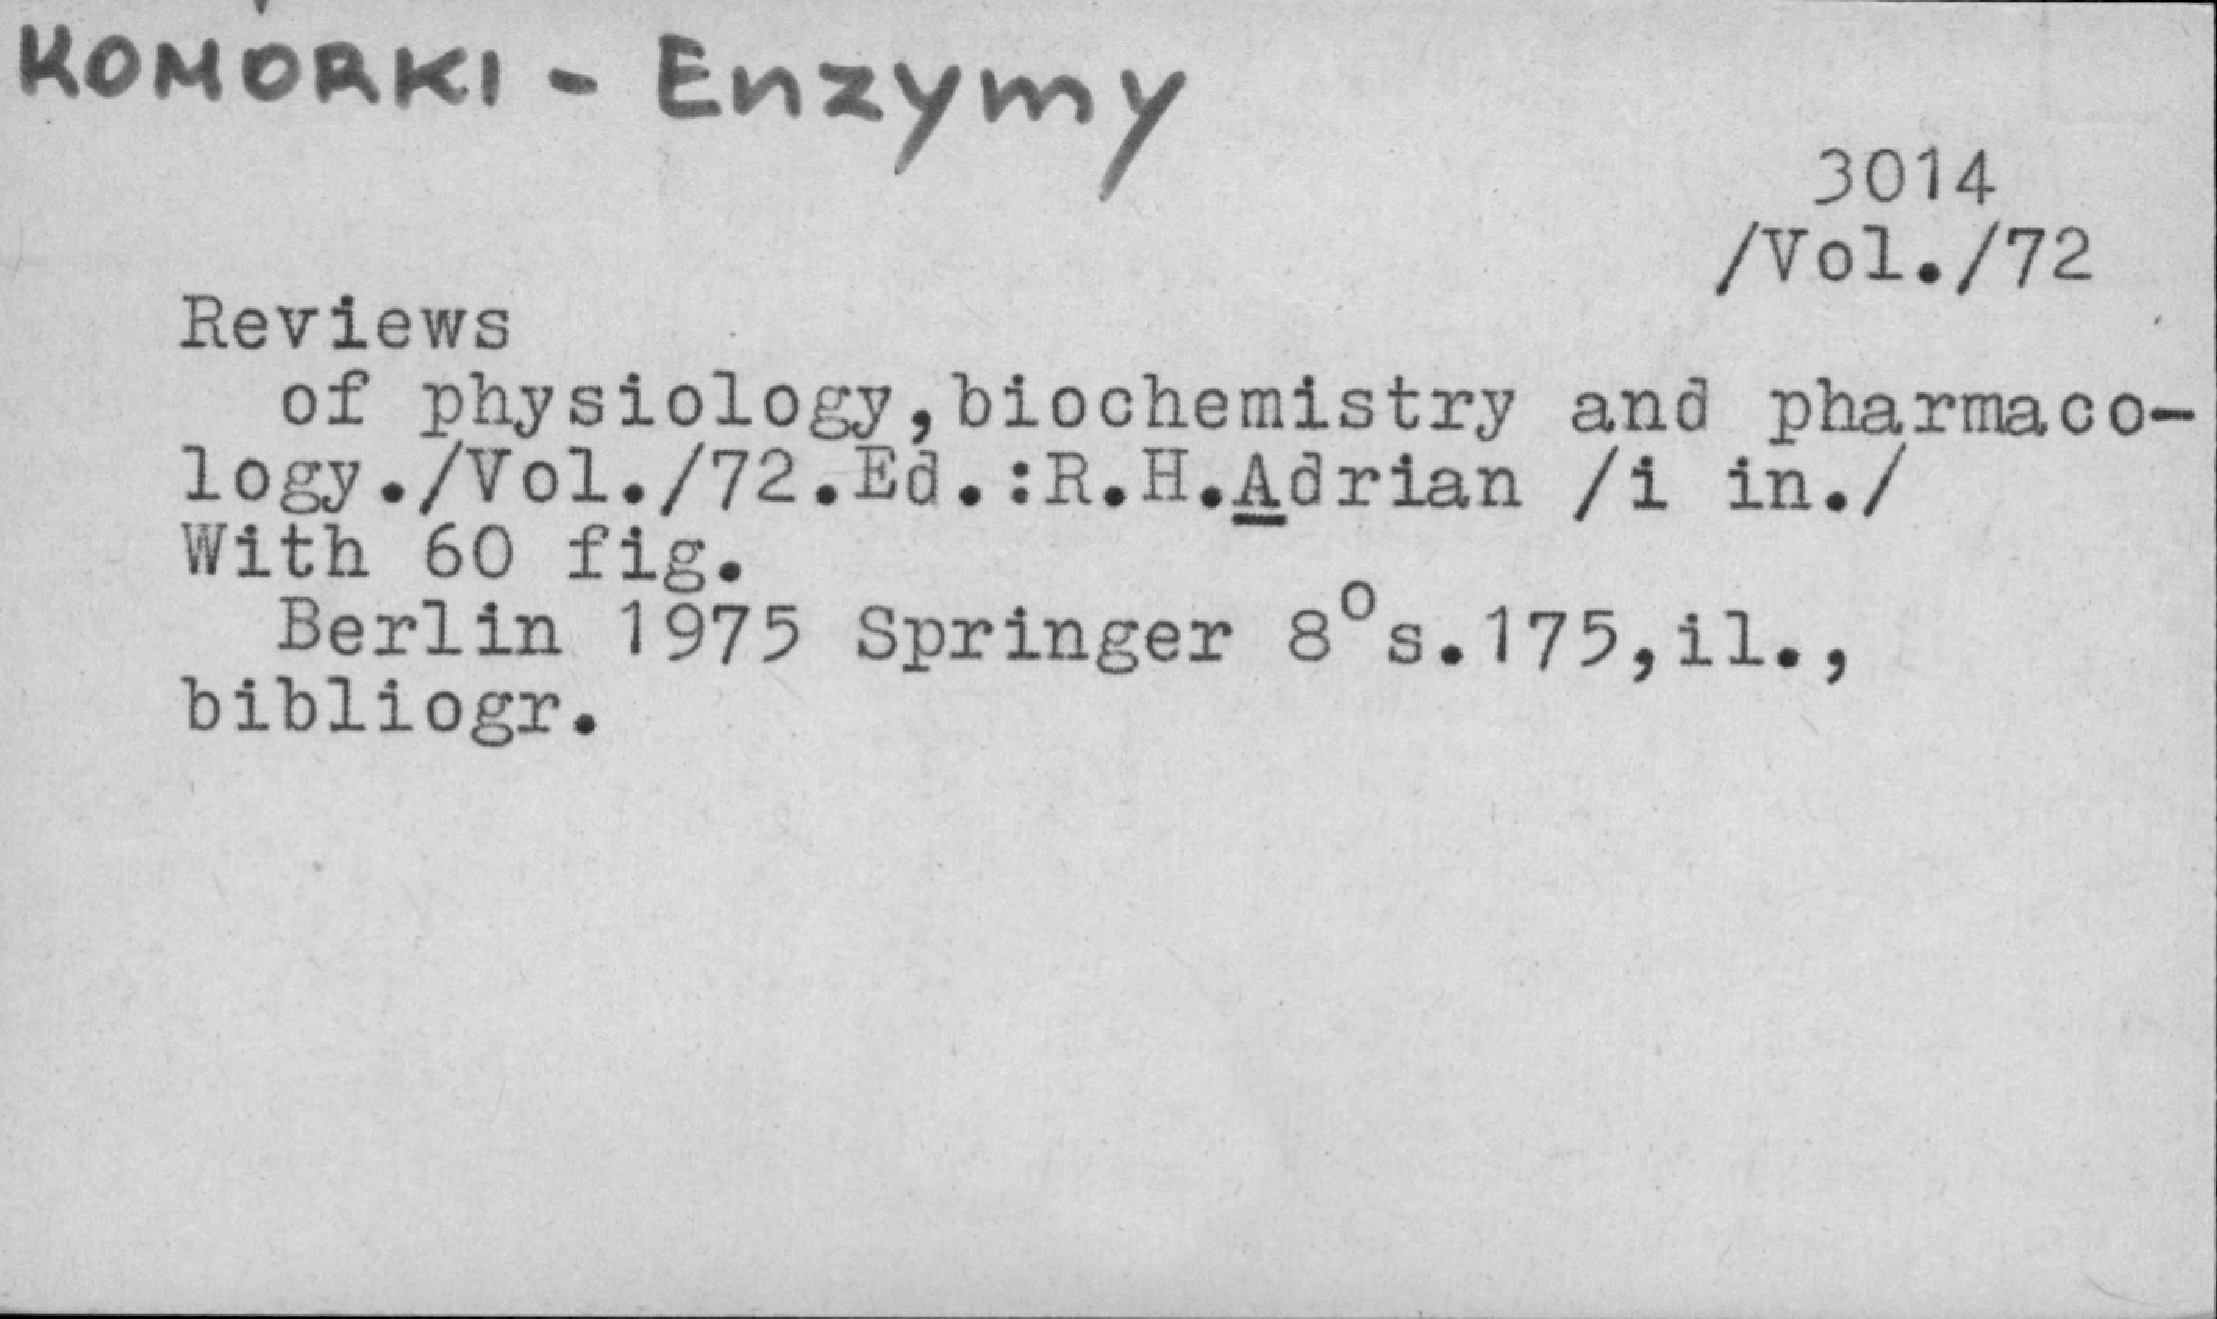 KOMÓRKI - Enzymy
3014
/Vol./72
Reviews
of physiology,biochemistry and pharmaco-
logy./Vol./72.Ed.:R.H.Adrian /i in./
With 60 fig.
Berlin 1975 Springer 8°s.175,il.,
bibliogr.